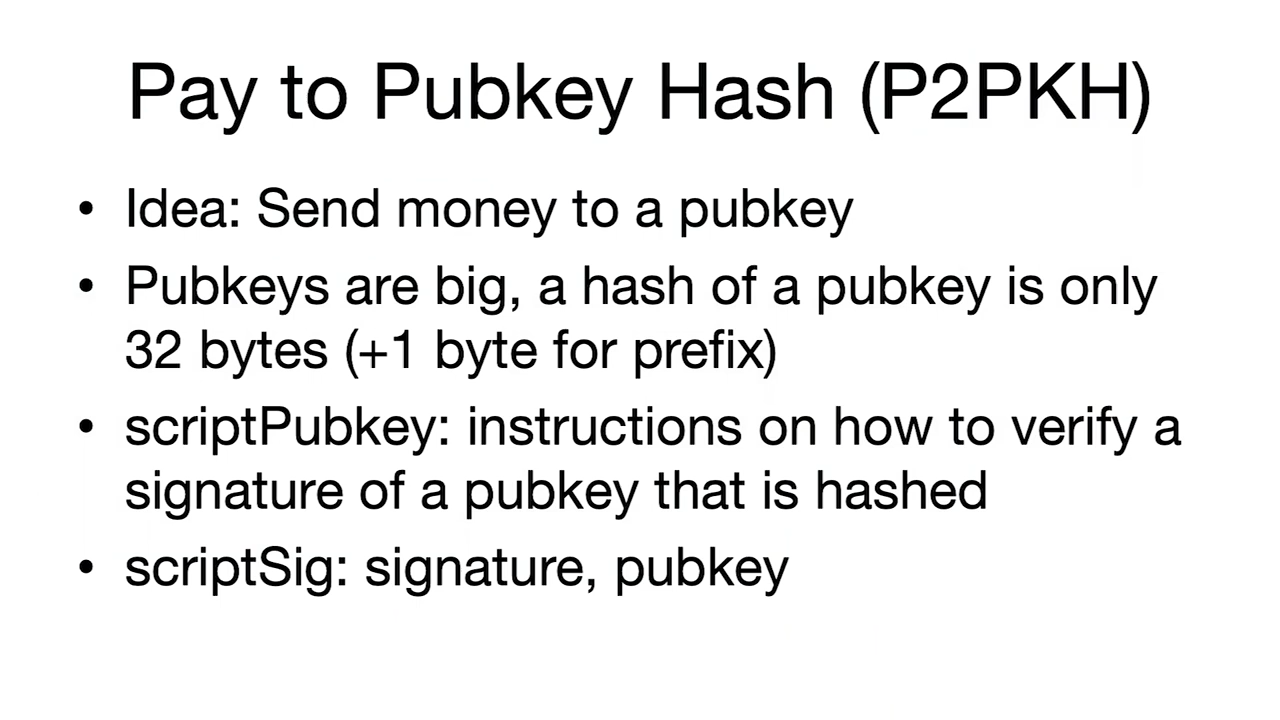 Pay to Pubkey Hash (P2PKH)
• Idea: Send money to a pubkey
• Pubkeys are big, a hash of a pubkey is only
32 bytes (+1 byte for prefix)
• scriptPubkey: instructions on how to verify a
signature of a pubkey that is hashed
• scriptSig: signature, pubkey